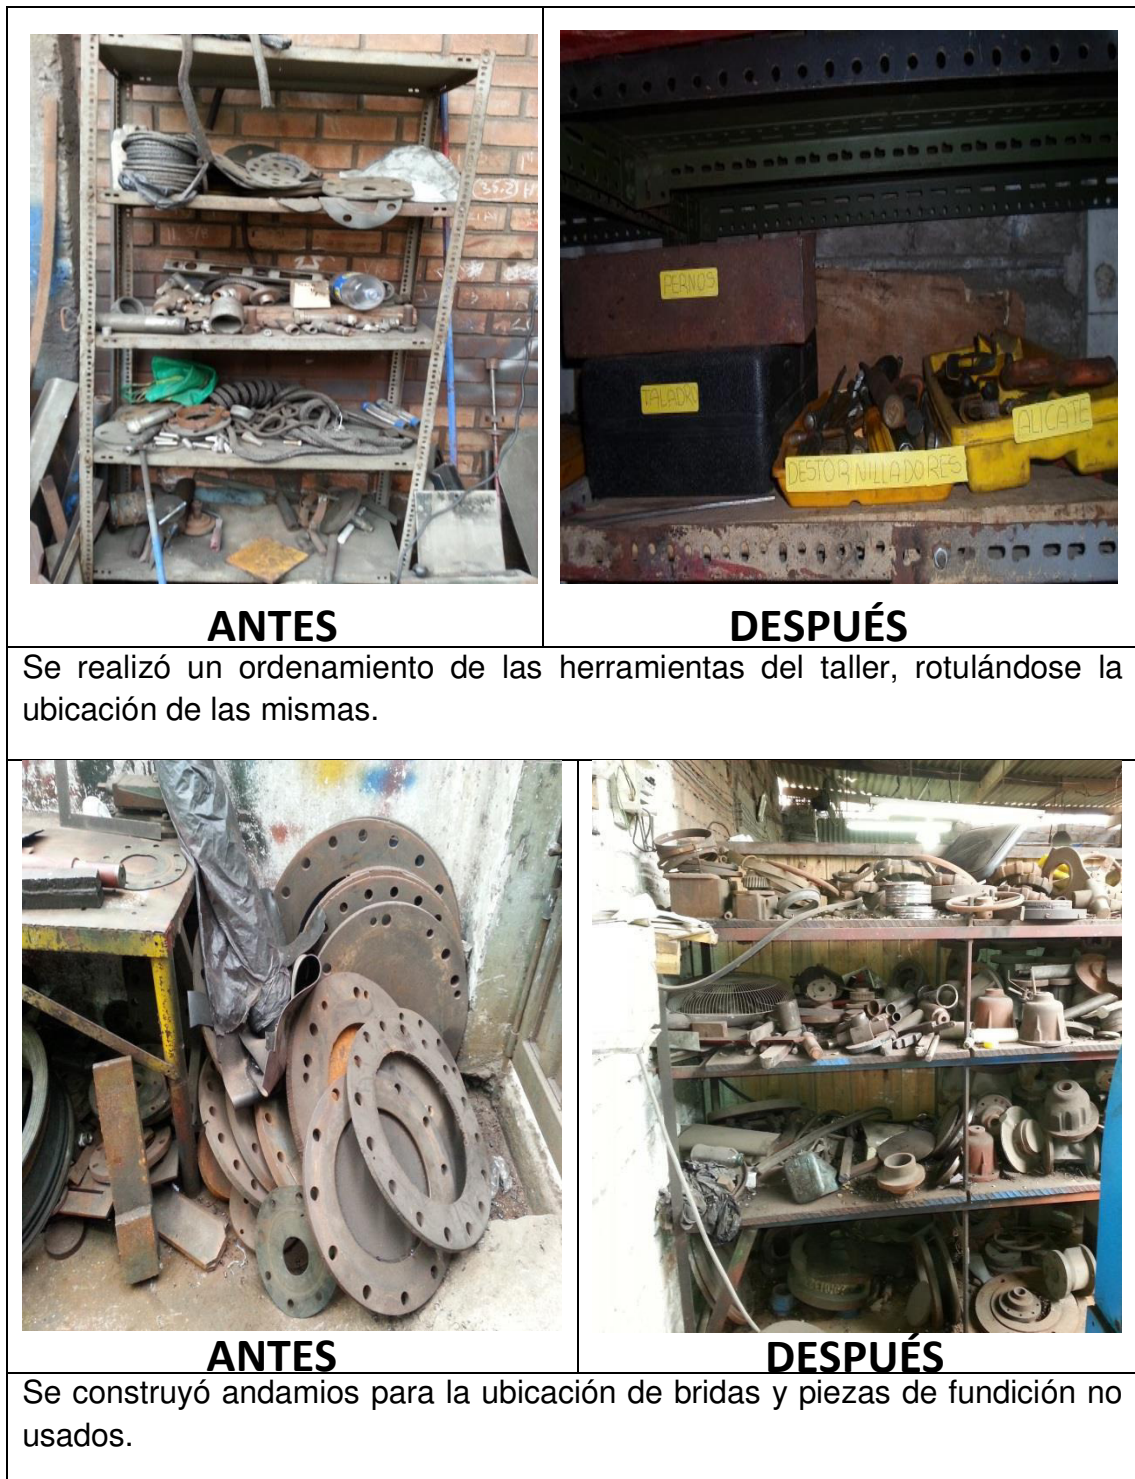 PERNOS
TALADRO
DESTORNILLADORES
ALICATE
ANTES
DESPUÉS
Se realizó un ordenamiento de las herramientas del taller, rotulándose la
ubicación de las mismas.
ANTES
DESPUÉS
Se construyó andamios para la ubicación de bridas y piezas de fundición no
usados.